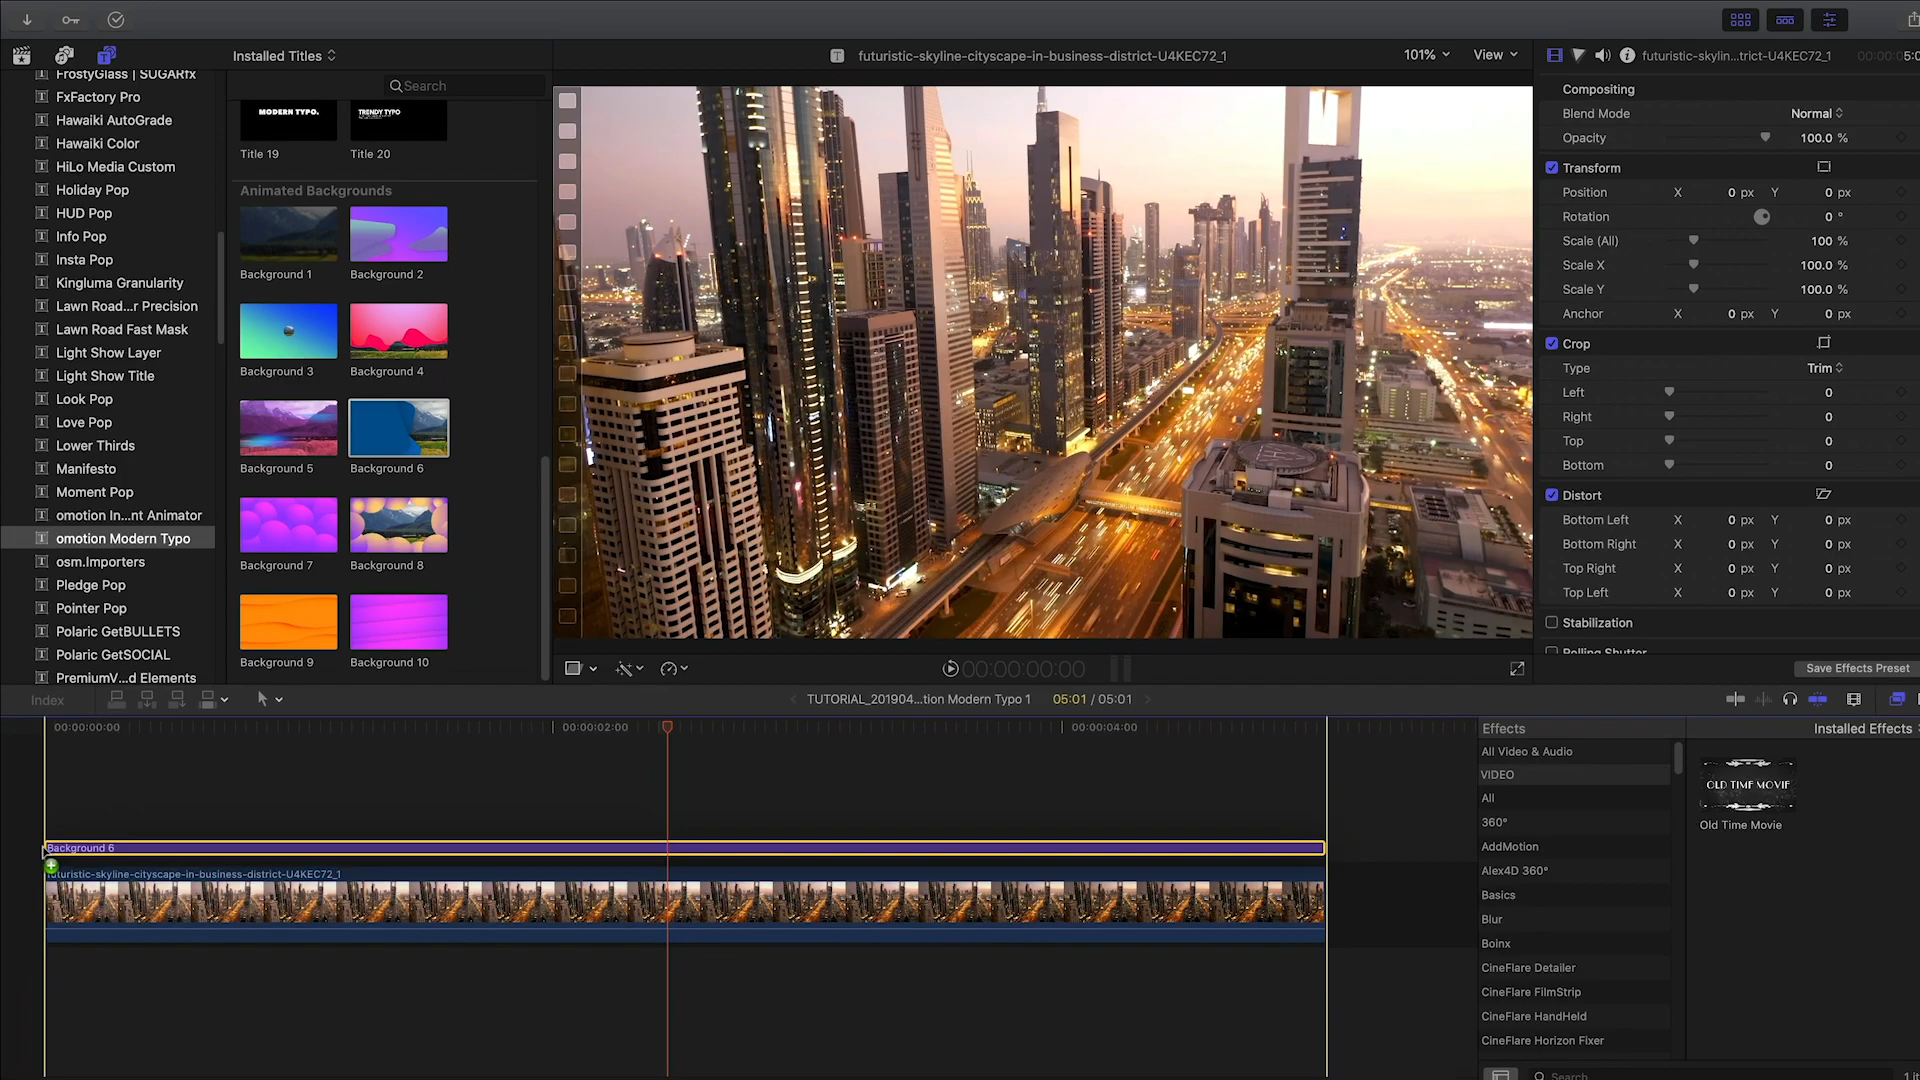 Installed Titles
futuristic-skyline-cityscape-in-business-district-U4KEC72_1
101%
View
futuristic-skylin...trict-U4KEC72_1
00:00:05:0
FrostyGlass | SUGARfx
FxFactory Pro
Hawaiki AutoGrade
Hawaiki Color
HiLo Media Custom
Holiday Pop
HUD Pop
Info Pop
Insta Pop
Kingluma Granularity
Lawn Road...r Precision
Lawn Road Fast Mask
Light Show Layer
Light Show Title
Look Pop
Love Pop
Lower Thirds
Manifesto
Moment Pop
omotion In...nt Animator
omotion Modern Typo
osm.Importers
Pledge Pop
Pointer Pop
Polaric GetBULLETS
Polaric GetSOCIAL
PremiumV...d Elements
Search
MODERN TYPO.
TRENDY TYPO
Title 19
Title 20
Animated Backgrounds
Background 1
Background 2
Background 3
Background 4
Background 5
Background 6
Background 7
Background 8
Background 9
Background 10
00:00:00:00
Compositing
Blend Mode
Normal
Opacity
100.0 %
Transform
Position X 0 px Y 0 px
Rotation 0 °
Scale (All) 100 %
Scale X 100.0 %
Scale Y 100.0 %
Anchor X 0 px Y 0 px
Crop
Type Trim
Left 0
Right 0
Top 0
Bottom 0
Distort
Bottom Left X 0 px Y 0 px
Bottom Right X 0 px Y 0 px
Top Right X 0 px Y 0 px
Top Left X 0 px Y 0 px
Stabilization
Rolling Shutter
Save Effects Preset
Index
TUTORIAL_201904...tion Modern Typo 1
05:01 / 05:01
00:00:00:00
00:00:02:00
00:00:04:00
Background 6
futuristic-skyline-cityscape-in-business-district-U4KEC72_1
Effects
Installed Effects
All Video & Audio
VIDEO
All
360°
AddMotion
Alex4D 360°
Basics
Blur
Boinx
CineFlare Detailer
CineFlare FilmStrip
CineFlare HandHeld
CineFlare Horizon Fixer
OLD TIME MOVIE
Old Time Movie
Search